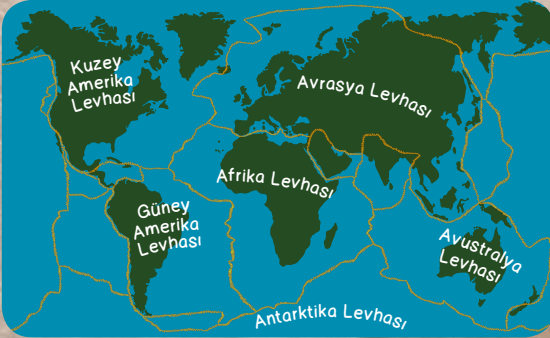 Kuzey
Amerika
Levhası
Avrasya Levhası
Afrika Levhası
Güney
Amerika
Levhası
Avustralya
Levhası
Antarktika Levhası